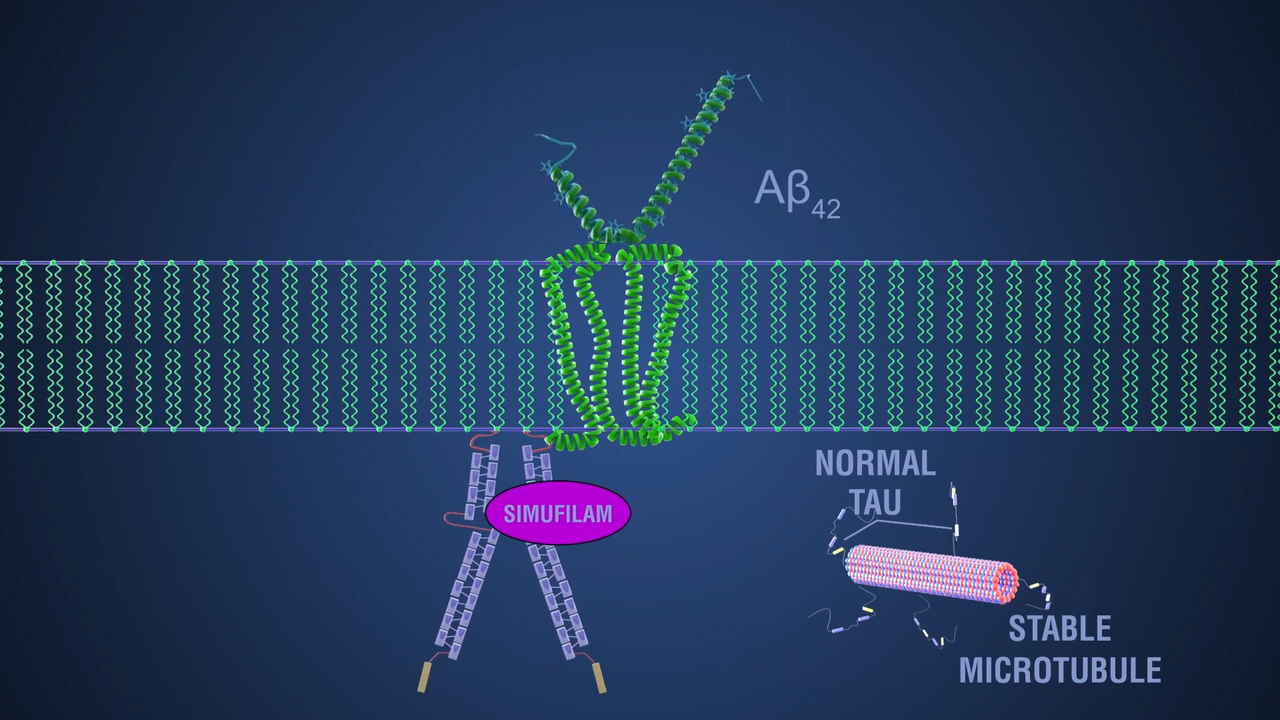 Aβ42
NORMAL
TAU
SIMUFILAM
STABLE
MICROTUBULE